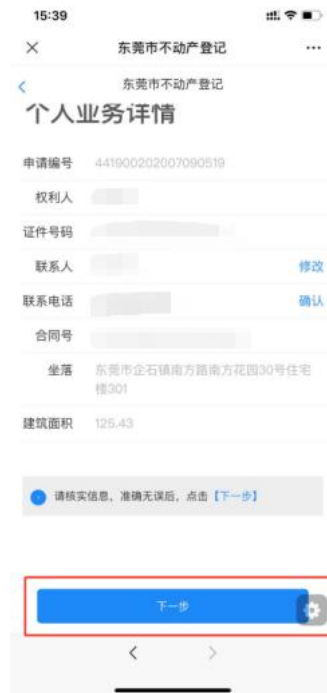 15:39
东莞市不动产登记
东莞市不动产登记
个人业务详情
申请编号 441900202007090519
权利人
证件号码
联系人 修改
联系电话 确认
合同号
坐落 东莞市企石镇南方路南方花园30号住宅
楼301
建筑面积 125.43
请核实信息，准确无误后，点击【下一步】
下一步